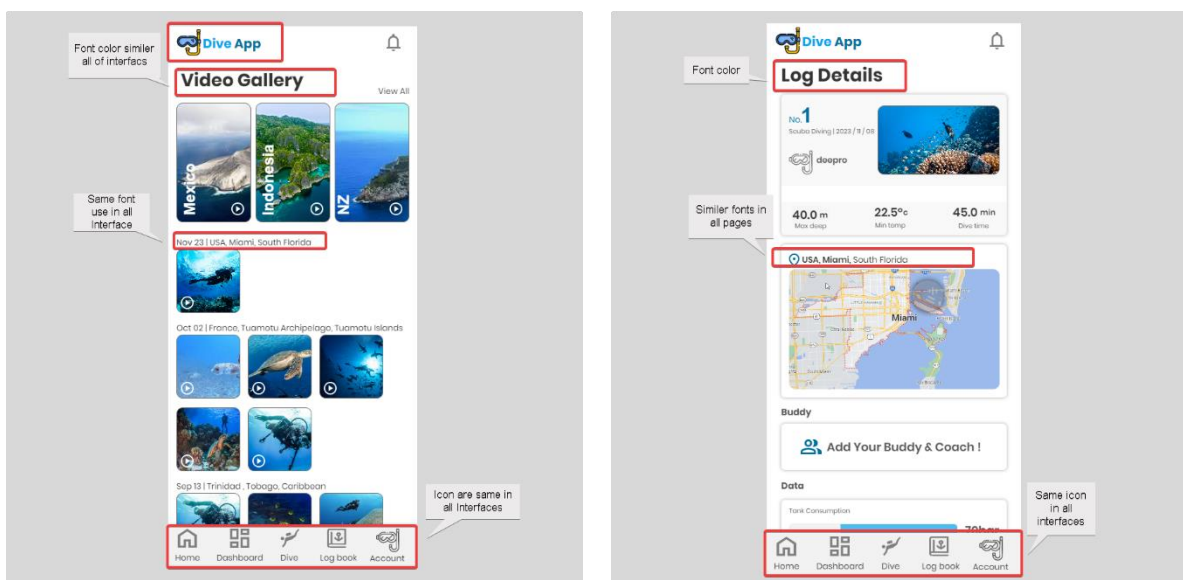 Font color similer
all of interfacs
Dive App
Video Gallery
View All
Mexico
Indonesia
NZ
Same font
use in all
Interface
Nov 23 | USA, Miami, South Florida
Oct 02 | France, Tuamotu Archipelago, Tuamotu Islands
Sep 13 | Trinidad , Tobago, Caribbean
Icon are same in
all Interfaces
Home Dashboard Dive Log book Account
Font color
Dive App
Log Details
No.1
Scuba Diving | 2023 / 11 / 08
deepro
Similer fonts in
all pages
40.0 m 22.5°c 45.0 min
Max deep Min temp Dive time
USA, Miami, South Florida
Miami
Buddy
Add Your Buddy & Coach !
Data
Tank Consumption
Same icon
in all
interfaces
Home Dashboard Dive Log book Account